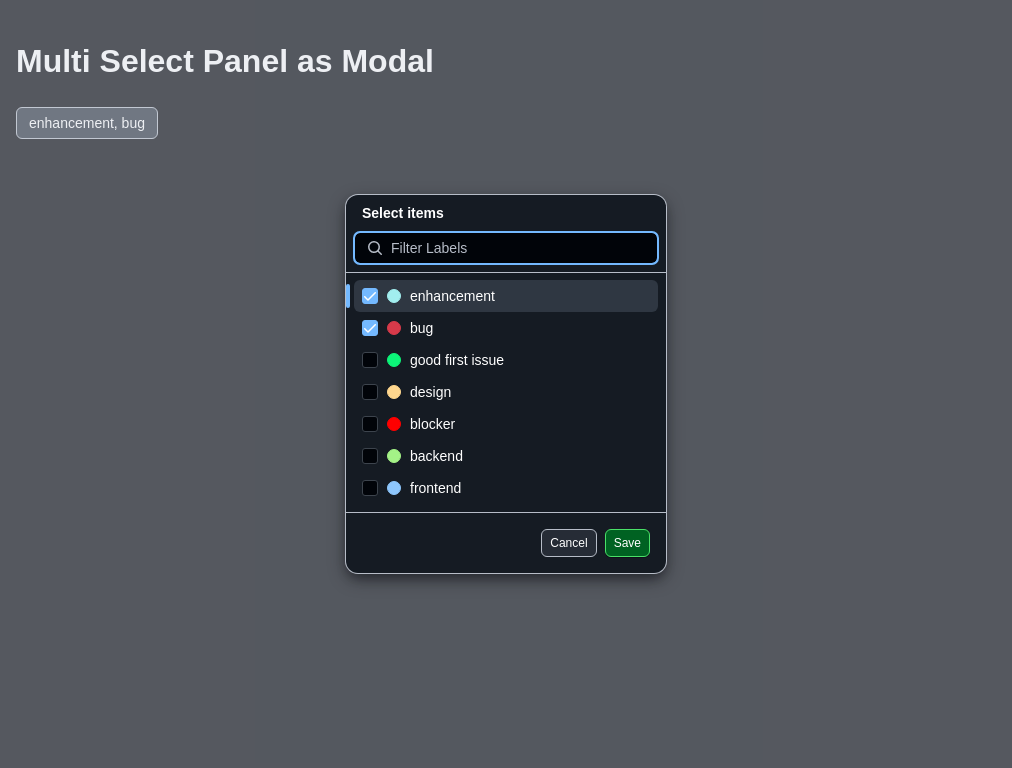 Multi Select Panel as Modal
enhancement, bug
Select items
Filter Labels
enhancement
bug
good first issue
design
blocker
backend
frontend
Cancel Save